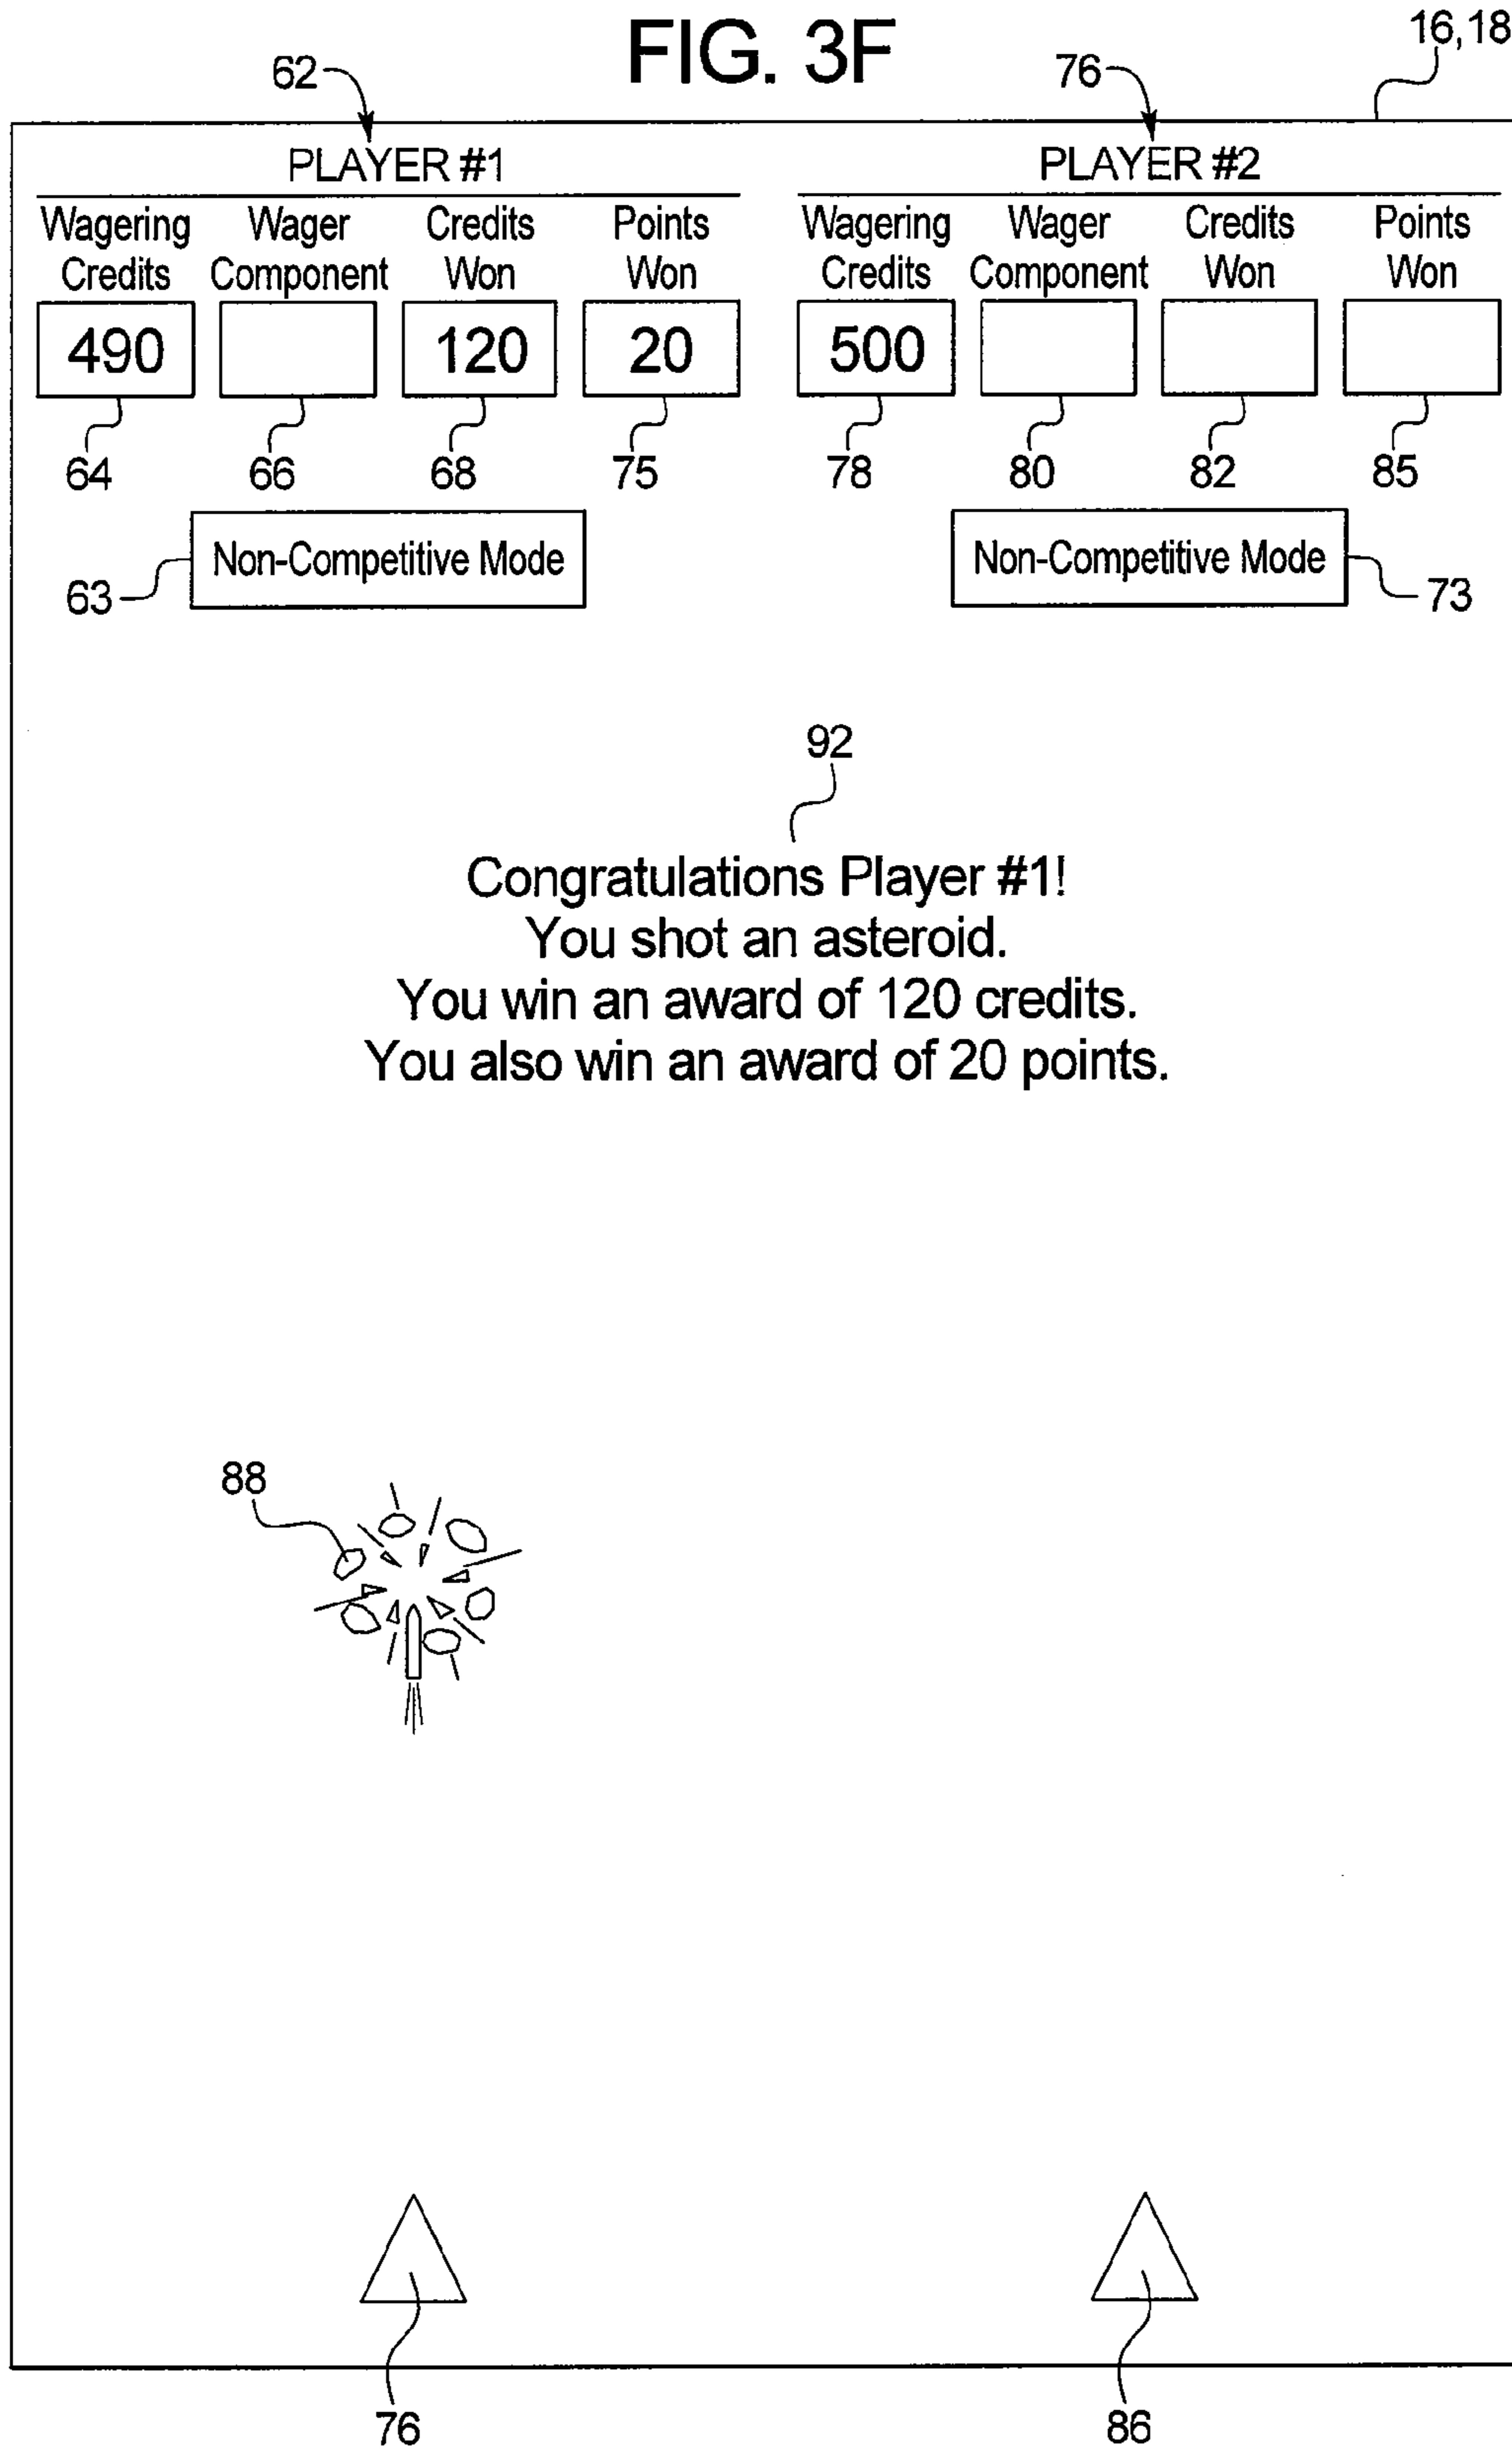 FIG. 3F
16,18
62
76
PLAYER #1
PLAYER #2
Wagering Credits
Wager Component
Credits Won
Points Won
Wagering Credits
Wager Component
Credits Won
Points Won
490
120
20
500
64
66
68
75
78
80
82
85
Non-Competitive Mode
Non-Competitive Mode
63
73
92
Congratulations Player #1!
You shot an asteroid.
You win an award of 120 credits.
You also win an award of 20 points.
88
76
86